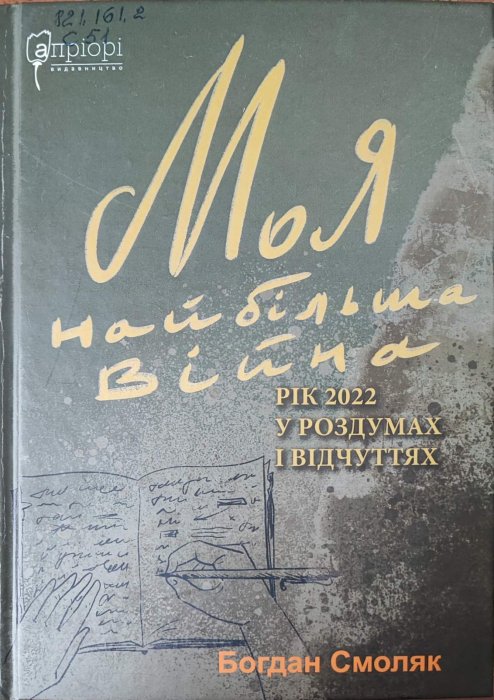 821.161.2
С 51
апріорі
видавництво
Моя
найбільша
війна
РІК 2022
У РОЗДУМАХ
І ВІДЧУТТЯХ
Богдан Смоляк